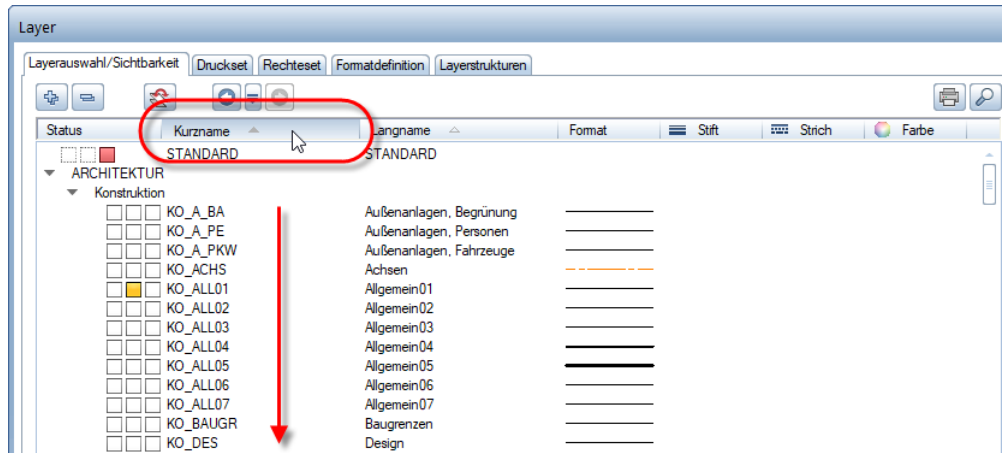 Layer
Layerauswahl/Sichtbarkeit Druckset Rechteset Formatdefinition Layerstrukturen
Status Kurzname Langname Format Stift Strich Farbe
STANDARD STANDARD
ARCHITEKTUR
Konstruktion
KO_A_BA Außenanlagen, Begrünung
KO_A_PE Außenanlagen, Personen
KO_A_PKW Außenanlagen, Fahrzeuge
KO_ACHS Achsen
KO_ALL01 Allgemein01
KO_ALL02 Allgemein02
KO_ALL03 Allgemein03
KO_ALL04 Allgemein04
KO_ALL05 Allgemein05
KO_ALL06 Allgemein06
KO_ALL07 Allgemein07
KO_BAUGR Baugrenzen
KO_DES Design